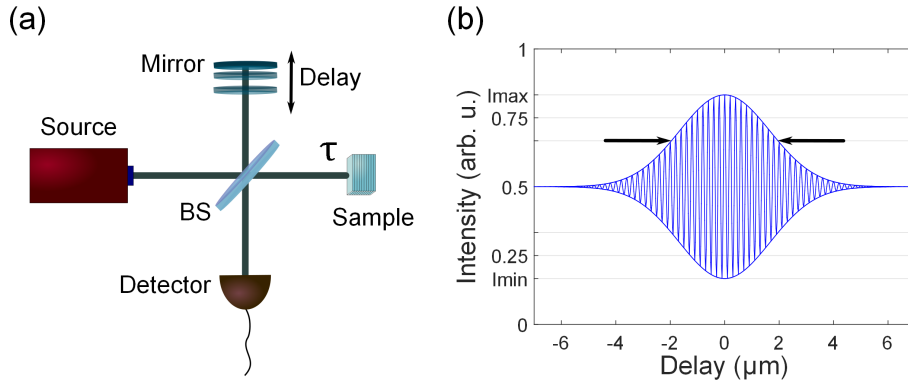 (a)
Mirror
Delay
Source
τ
BS
Sample
Detector
(b)
Intensity (arb. u.)
1
Imax
0.75
0.5
0.25
Imin
0
-6 -4 -2 0 2 4 6
Delay (μm)